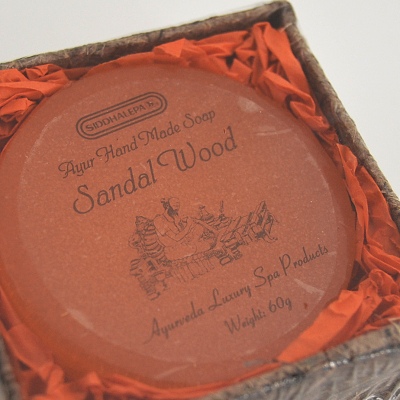 SIDDHALEPA
Ayur Hand Made Soap
Sandal Wood
Ayurveda Luxury Spa Products
Weight: 60g